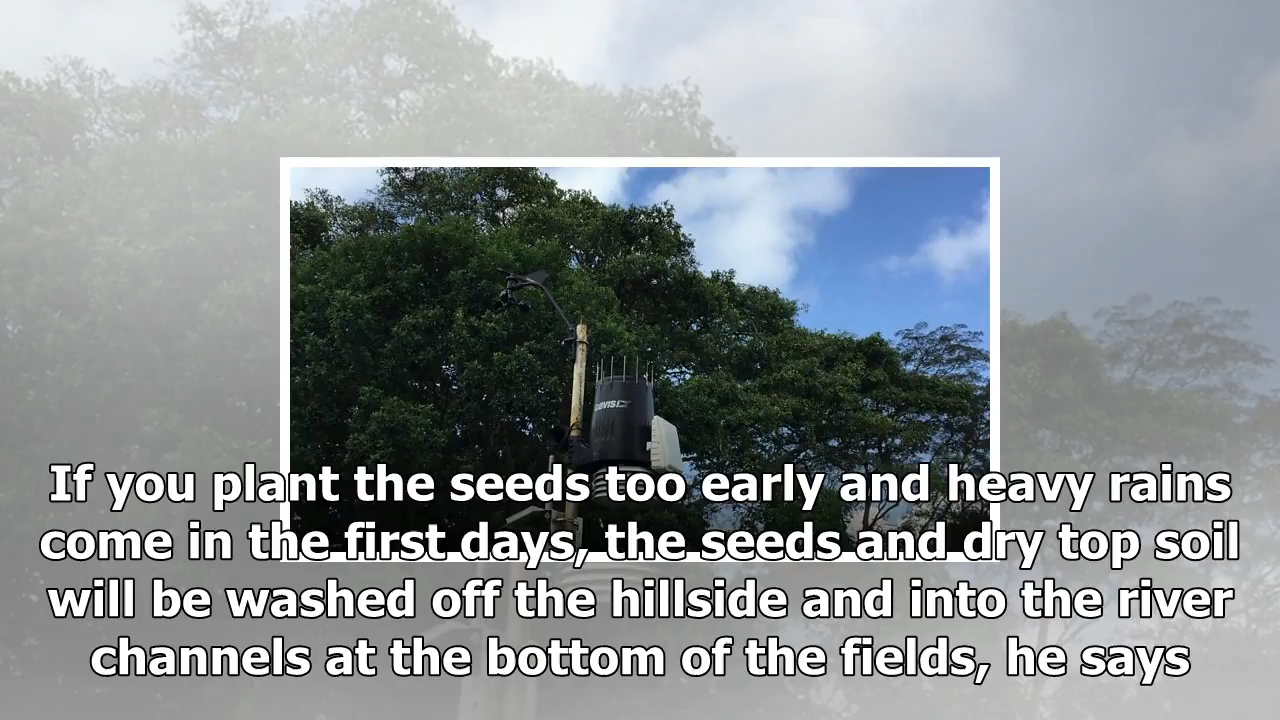 DAVIS
If you plant the seeds too early and heavy rains
come in the first days, the seeds and dry top soil
will be washed off the hillside and into the river
channels at the bottom of the fields, he says